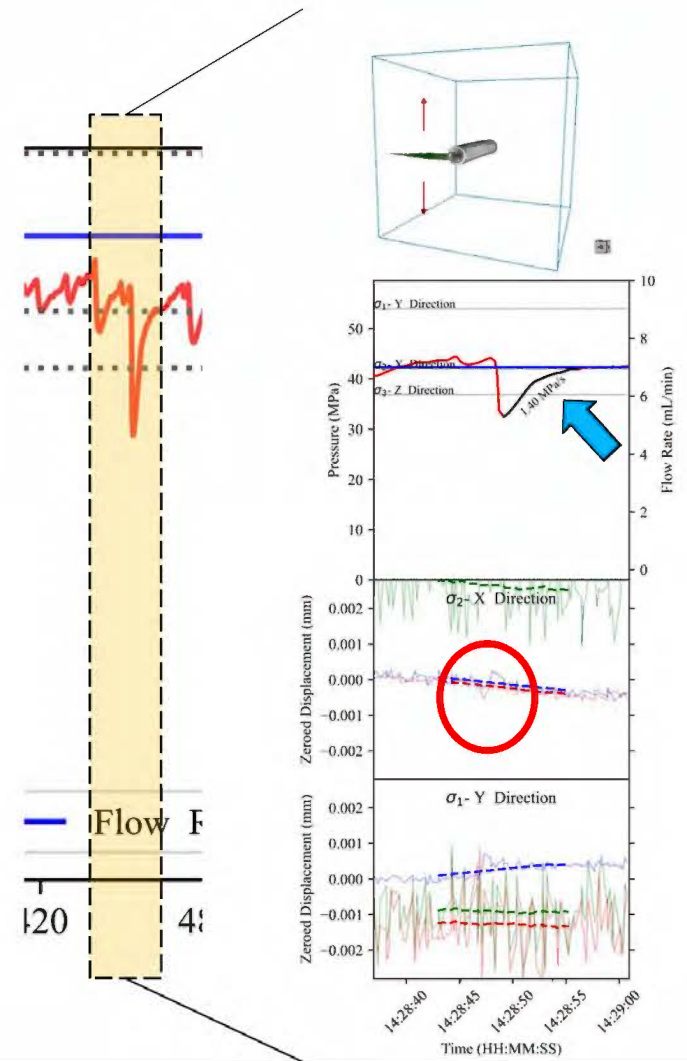 Flow
20
48
Pressure (MPa)
50
40
30
20
10
0
σ₁- Y Direction
Direction
σ₃- Z Direction
1.40 MPa/s
10
8
6
4
2
0
Flow Rate (mL/min)
Zeroed Displacement (mm)
0.002
0.001
0.000
−0.001
−0.002
σ₂- X Direction
Zeroed Displacement (mm)
0.002
0.001
0.000
−0.001
−0.002
σ₁- Y Direction
14:28:40
14:28:45
14:28:50
14:28:55
14:29:00
Time (HH:MM:SS)